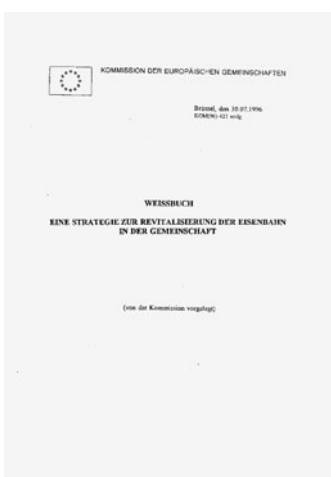 KOMMISSION DER EUROPÄISCHEN GEMEINSCHAFTEN
Brüssel, den 30.07.1996
KOM(96) 421 endg
WEISSBUCH
EINE STRATEGIE ZUR REVITALISIERUNG DER EISENBAHN
IN DER GEMEINSCHAFT
(von der Kommission vorgelegt)